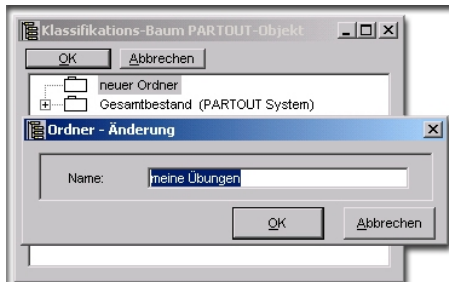 Klassifikations-Baum PARTOUT-Objekt
OK Abbrechen
neuer Ordner
Gesamtbestand (PARTOUT System)
Ordner - Änderung
Name: meine Übungen
OK Abbrechen